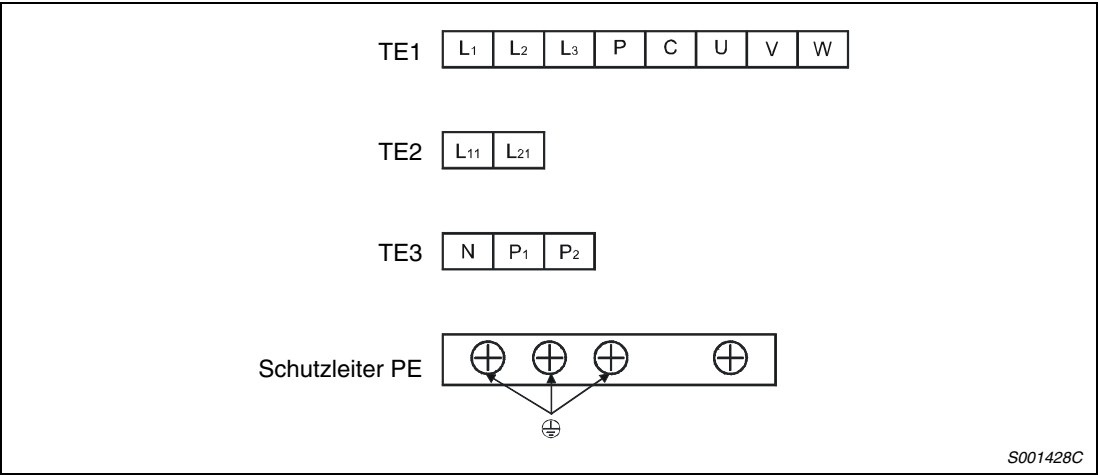 TE1 L1 L2 L3 P C U V W
TE2 L11 L21
TE3 N P1 P2
Schutzleiter PE
S001428C